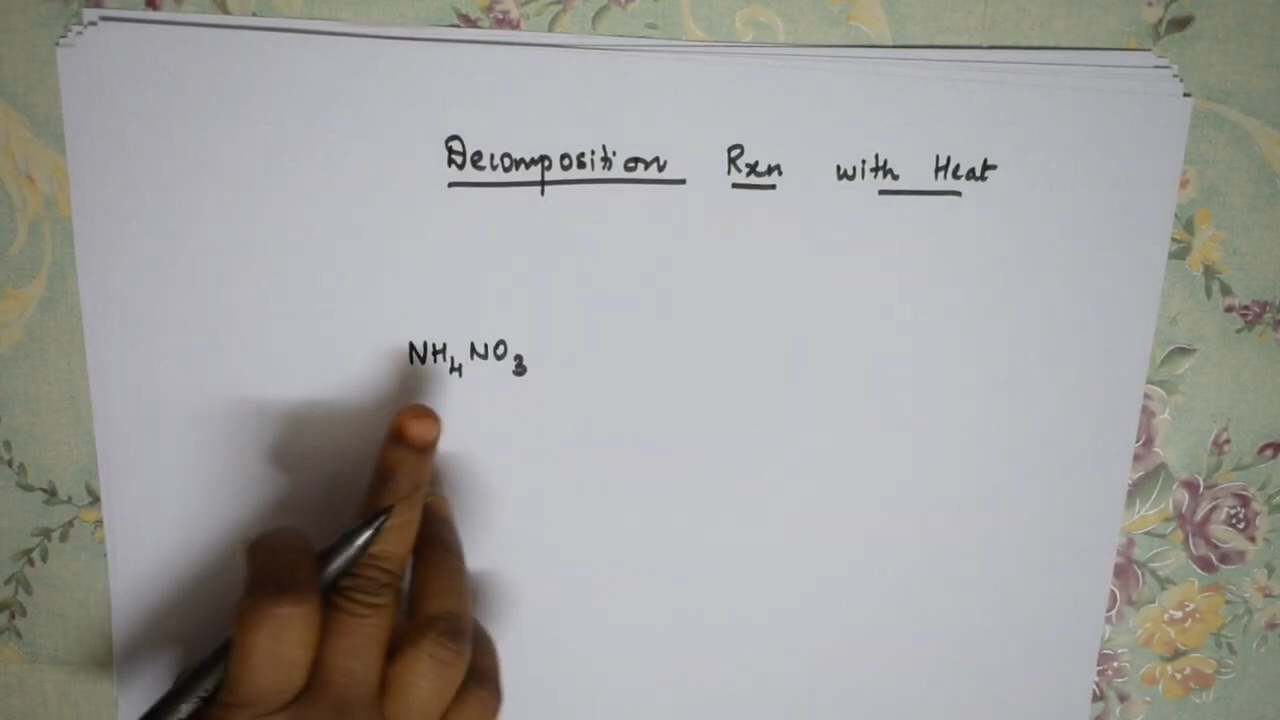 Decomposition Rxn with Heat
NH₄NO₃